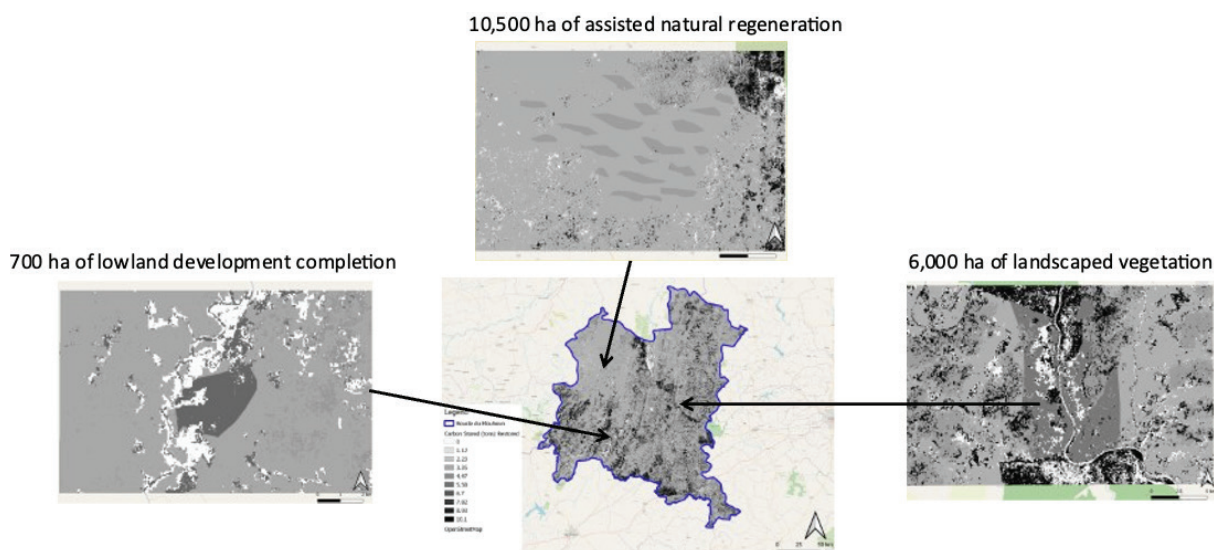 10,500 ha of assisted natural regeneration
700 ha of lowland development completion
6,000 ha of landscaped vegetation
Legend
Carbon Stored (tons/
0
1.12
2.23
3.35
4.47
5.58
6.7
7.82
8.93
10.1
OpenStreetMap